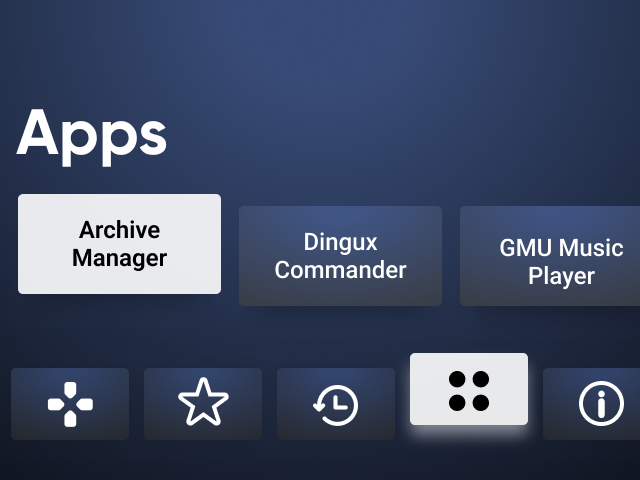 Apps
Archive
Manager
Dingux
Commander
GMU Music
Player